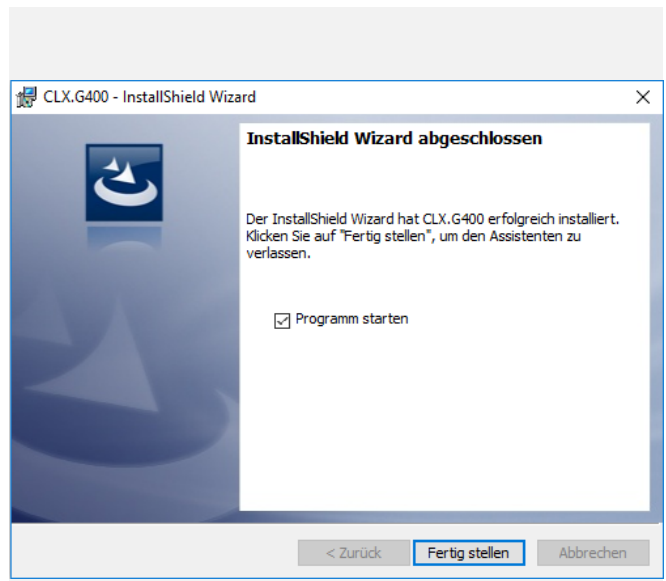 CLX.G400 - InstallShield Wizard
InstallShield Wizard abgeschlossen
Der InstallShield Wizard hat CLX.G400 erfolgreich installiert.
Klicken Sie auf "Fertig stellen", um den Assistenten zu
verlassen.
Programm starten
< Zurück
Fertig stellen
Abbrechen